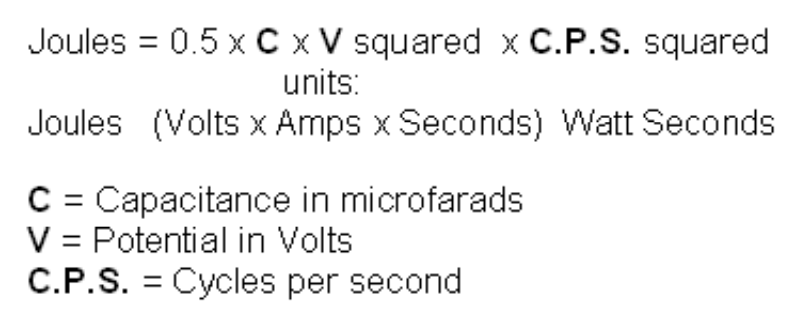 Joules = 0.5 x C x V squared x C.P.S. squared
units:
Joules (Volts x Amps x Seconds) Watt Seconds
C = Capacitance in microfarads
V = Potential in Volts
C.P.S. = Cycles per second